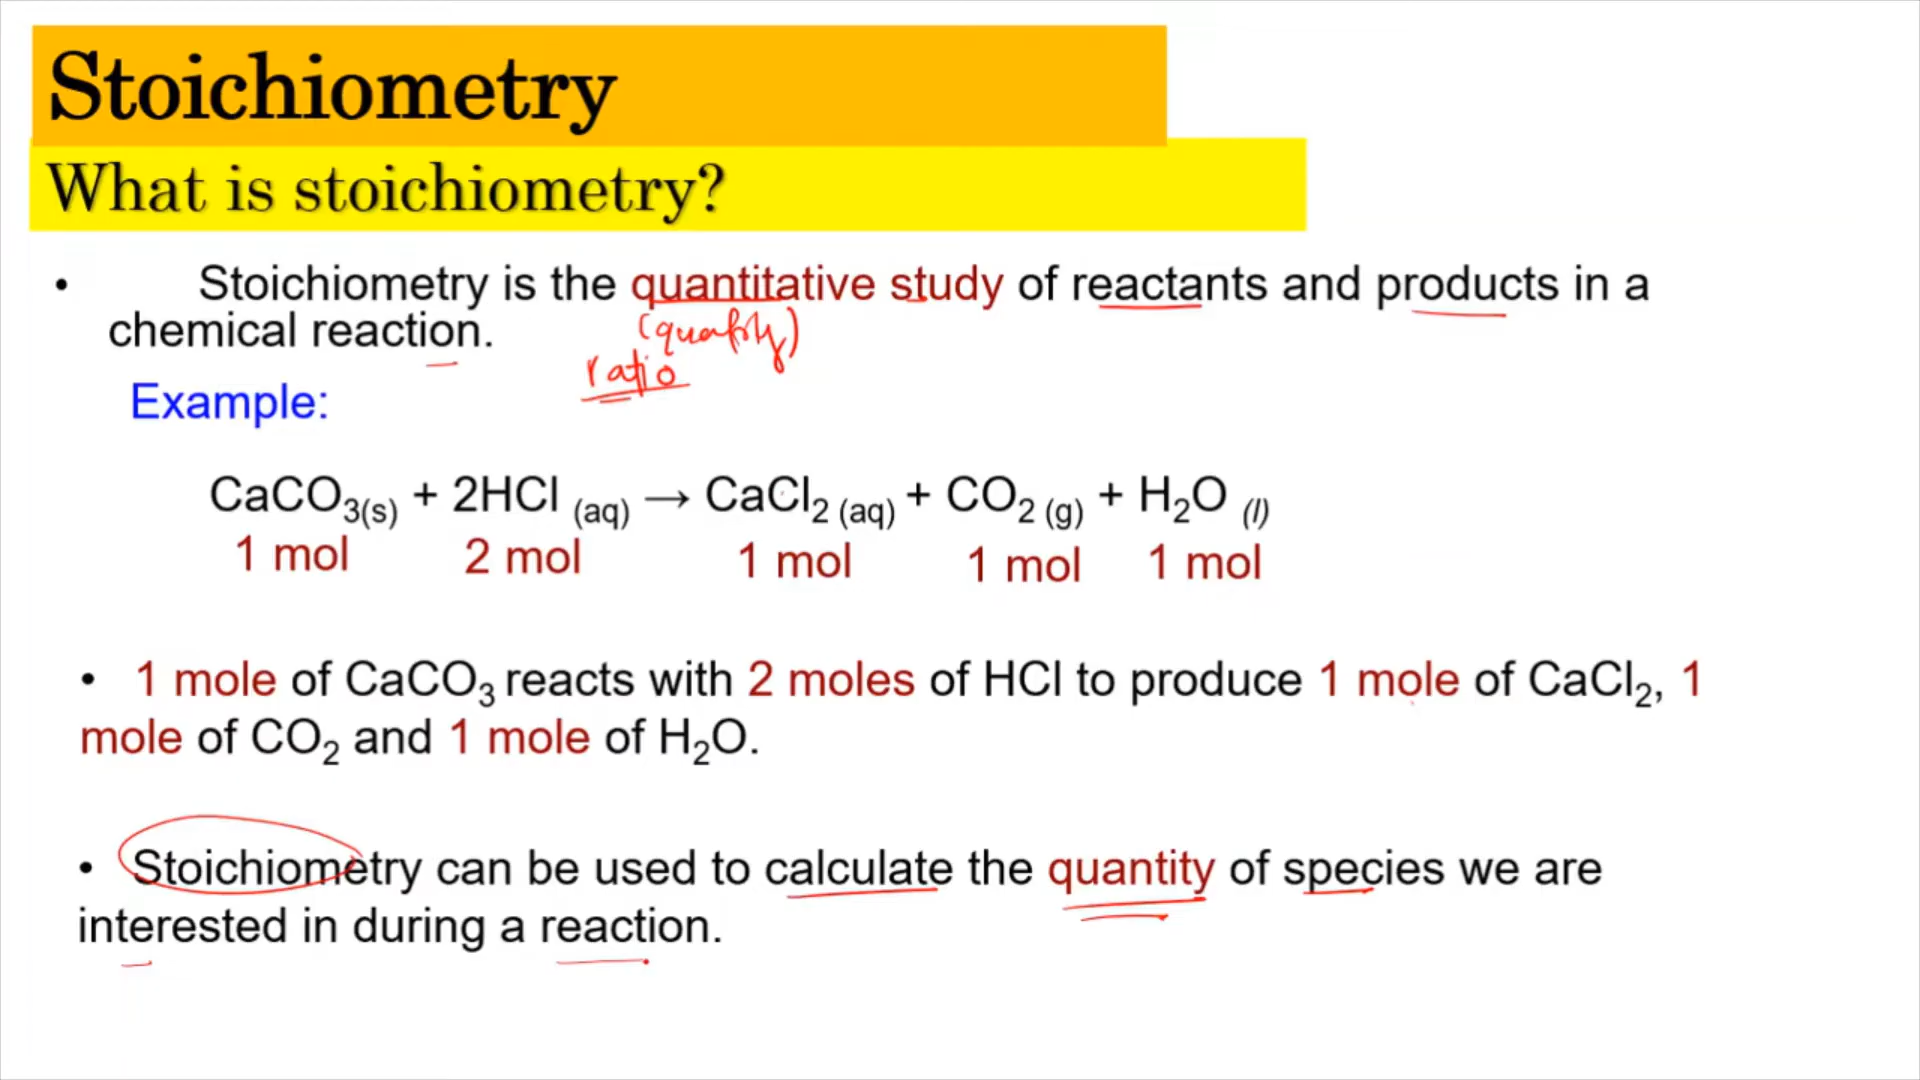 Stoichiometry
What is stoichiometry?
• Stoichiometry is the quantitative study of reactants and products in a
chemical reaction.
(quantity)
ratio
Example:
CaCO₃(s) + 2HCl (aq) → CaCl₂ (aq) + CO₂ (g) + H₂O (l)
1 mol 2 mol 1 mol 1 mol 1 mol
• 1 mole of CaCO₃ reacts with 2 moles of HCl to produce 1 mole of CaCl₂, 1
mole of CO₂ and 1 mole of H₂O.
• Stoichiometry can be used to calculate the quantity of species we are
interested in during a reaction.